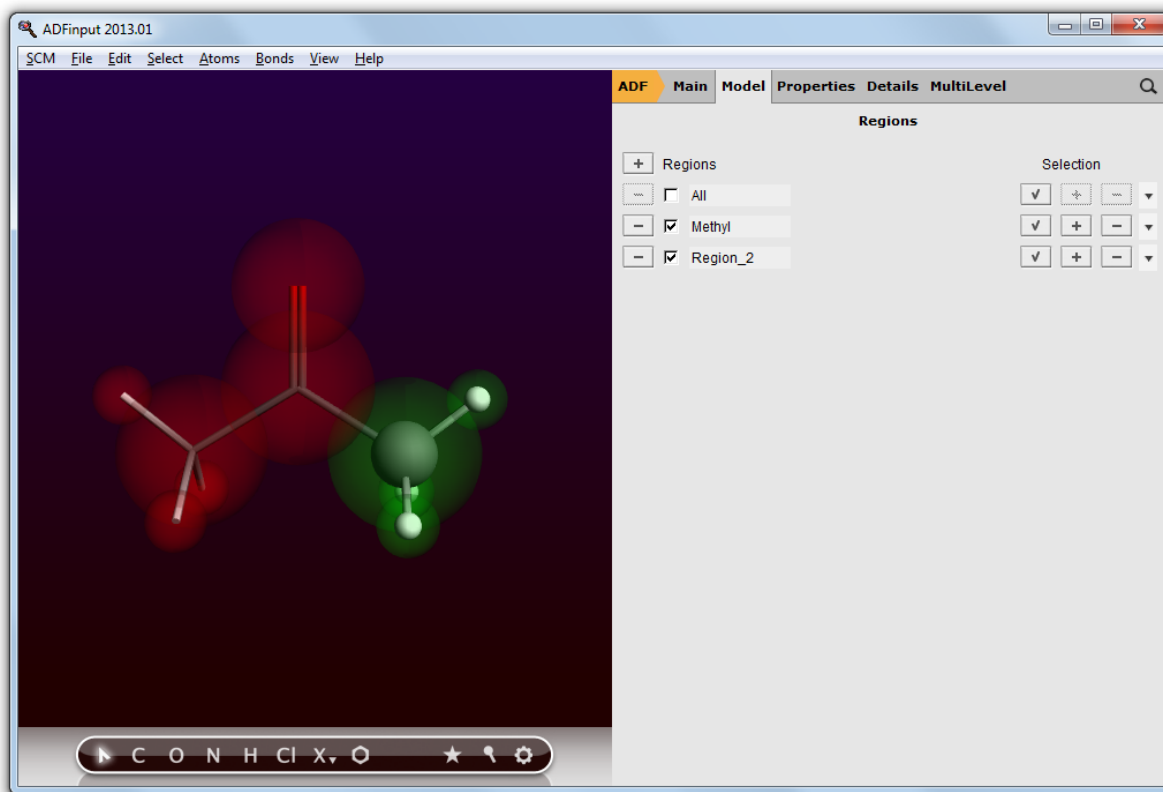 ADFinput 2013.01
SCM File Edit Select Atoms Bonds View Help
ADF Main Model Properties Details MultiLevel
Regions
Regions Selection
All
Methyl
Region_2
C O N H Cl X